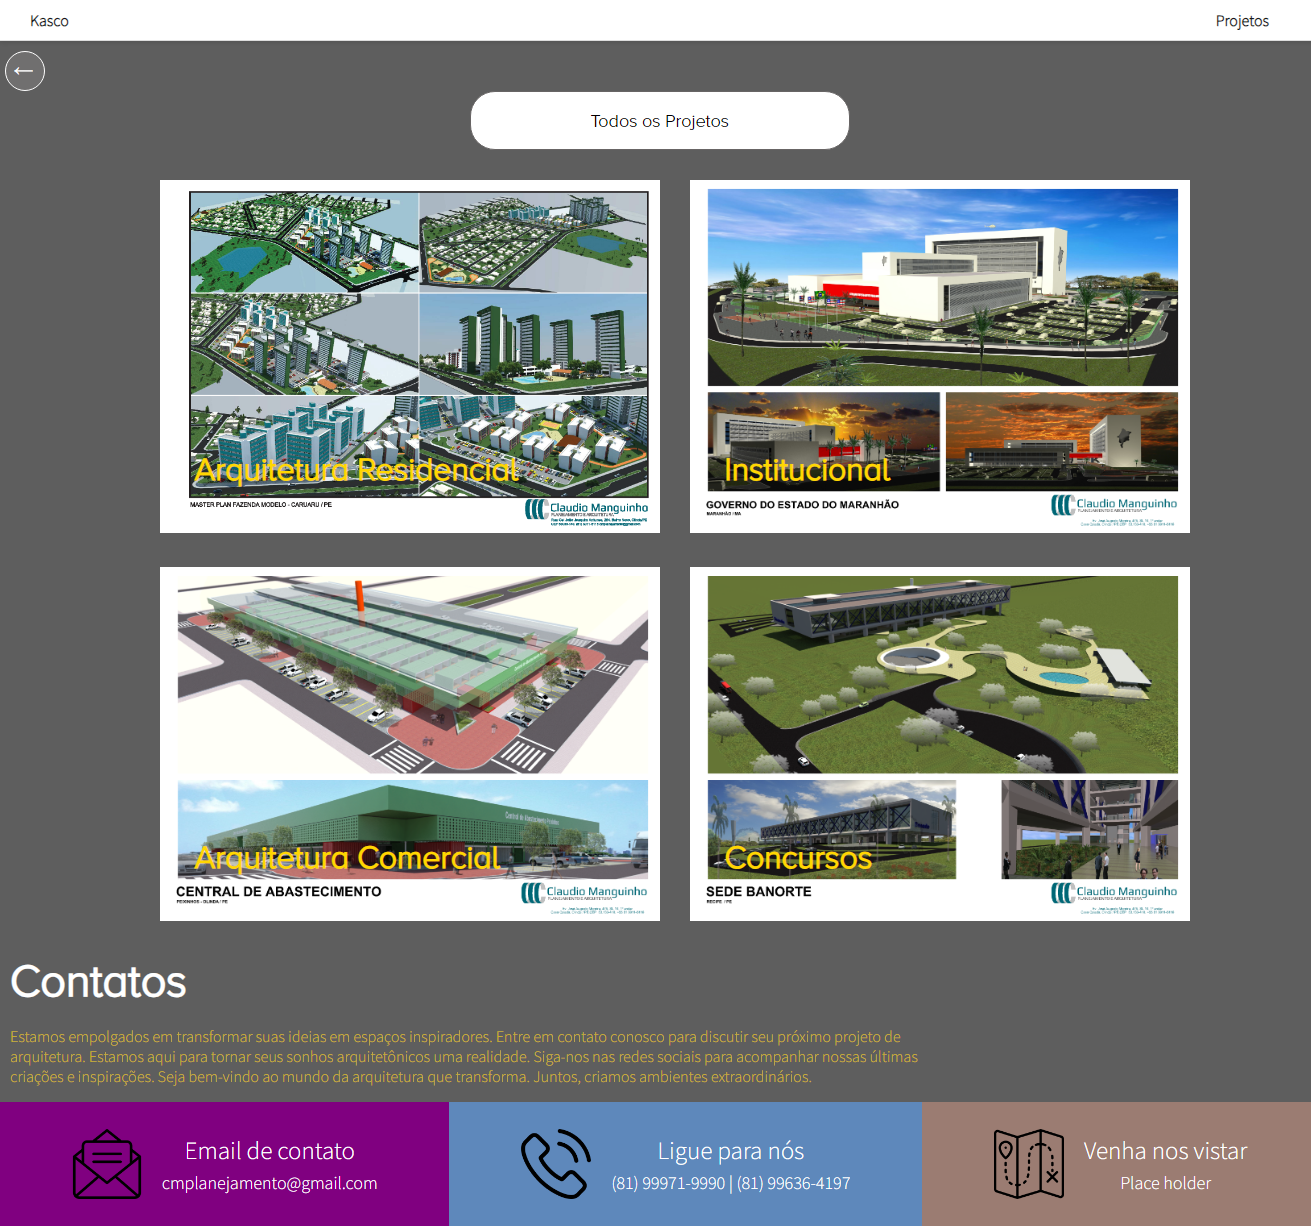 Kasco
Projetos
Todos os Projetos
Arquitetura Residencial
MASTER PLAN FAZENDA MODELO - CARUARU / PE
Claudio Manguinho
PLANEJAMENTO E ARQUITETURA
Institucional
GOVERNO DO ESTADO DO MARANHÃO
MARANHÃO / MA
Claudio Manguinho
PLANEJAMENTO E ARQUITETURA
Arquitetura Comercial
CENTRAL DE ABASTECIMENTO
PEIXINHOS - OLINDA / PE
Claudio Manguinho
PLANEJAMENTO E ARQUITETURA
Concursos
SEDE BANORTE
RECIFE / PE
Claudio Manguinho
PLANEJAMENTO E ARQUITETURA
Contatos
Estamos empolgados em transformar suas ideias em espaços inspiradores. Entre em contato conosco para discutir seu próximo projeto de
arquitetura. Estamos aqui para tornar seus sonhos arquitetônicos uma realidade. Siga-nos nas redes sociais para acompanhar nossas últimas
criações e inspirações. Seja bem-vindo ao mundo da arquitetura que transforma. Juntos, criamos ambientes extraordinários.
Email de contato
cmplanejamento@gmail.com
Ligue para nós
(81) 99971-9990 | (81) 99636-4197
Venha nos vistar
Place holder